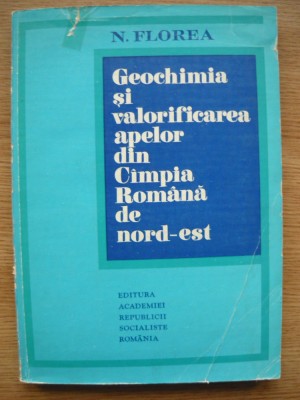 N. FLOREA
Geochimia
și
valorificarea
apelor
din
Cîmpia
Română
de
nord-est
EDITURA
ACADEMIEI
REPUBLICII
SOCIALISTE
ROMÂNIA